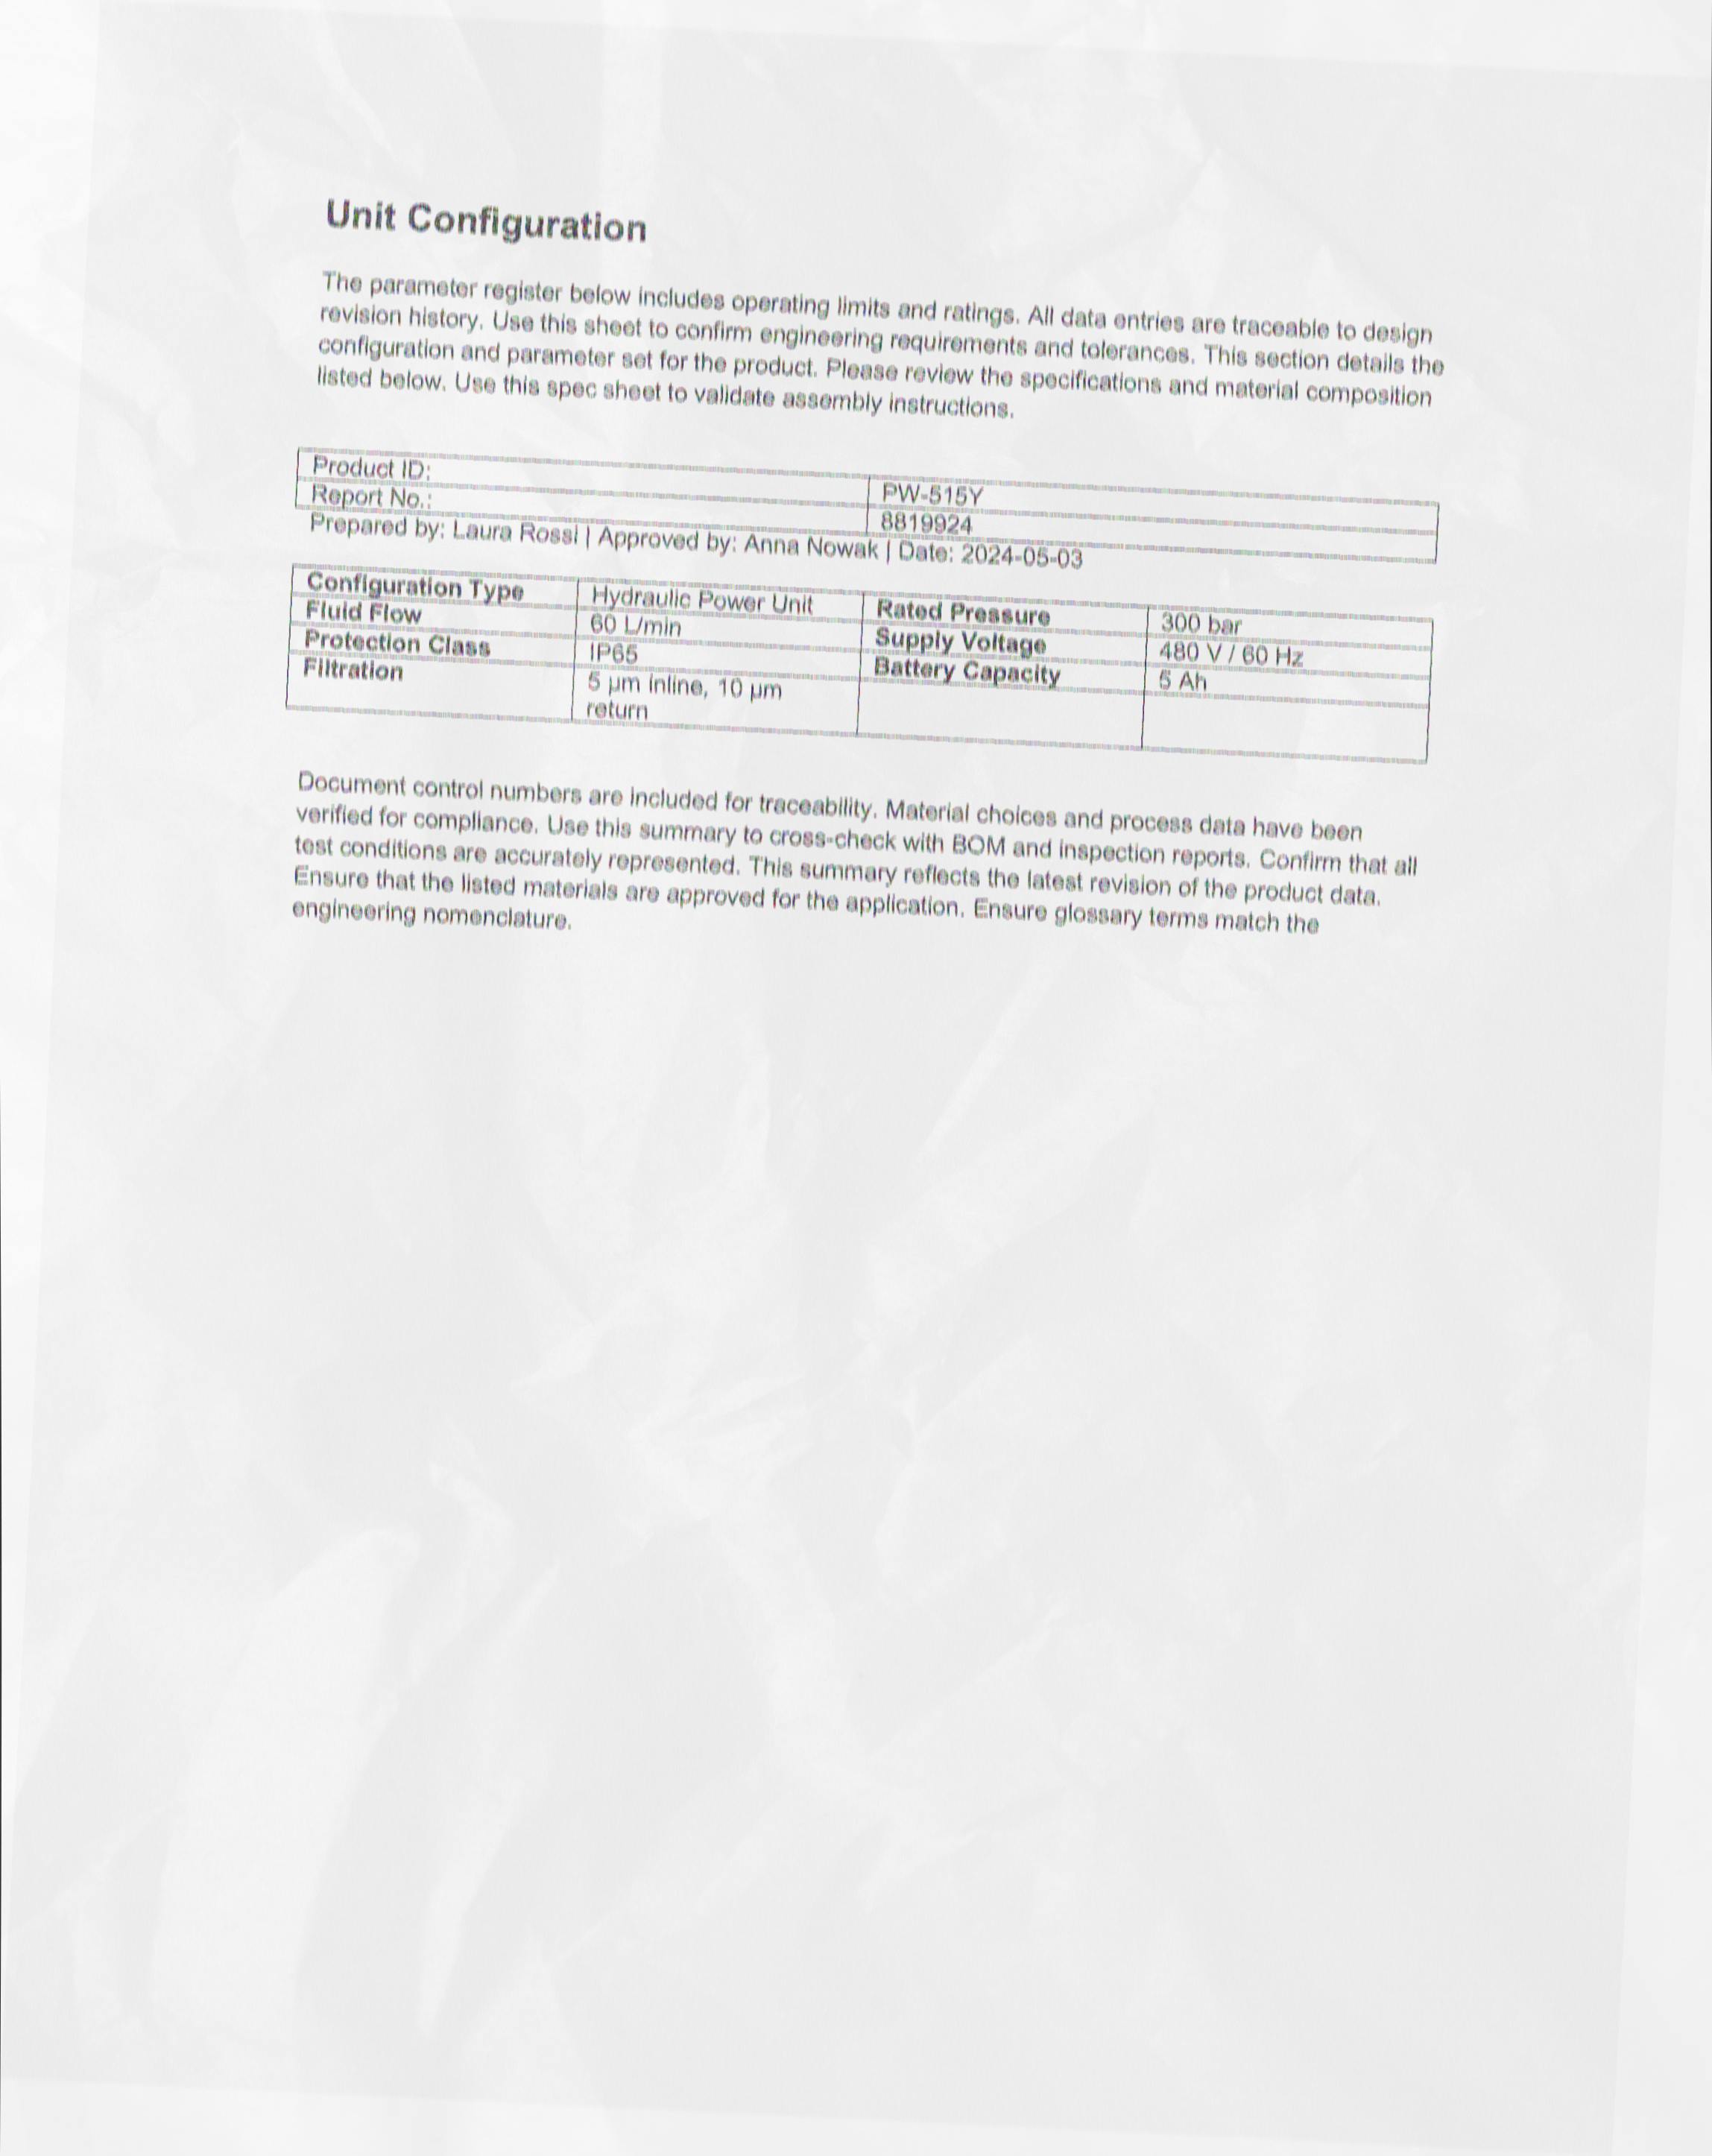 Unit Configuration
The parameter register below includes operating limits and ratings. All data entries are traceable to design
revision history. Use this sheet to confirm engineering requirements and tolerances. This section details the
configuration and parameter set for the product. Please review the specifications and material composition
listed below. Use this spec sheet to validate assembly instructions.
Product ID: PW-515Y
Report No.: 8819924
Prepared by: Laura Rossi | Approved by: Anna Nowak | Date: 2024-05-03
Configuration Type Hydraulic Power Unit Rated Pressure 300 bar
Fluid Flow 60 L/min Supply Voltage 480 V / 60 Hz
Protection Class IP65 Battery Capacity 5 Ah
Filtration 5 µm inline, 10 µm
return
Document control numbers are included for traceability. Material choices and process data have been
verified for compliance. Use this summary to cross-check with BOM and inspection reports. Confirm that all
test conditions are accurately represented. This summary reflects the latest revision of the product data.
Ensure that the listed materials are approved for the application. Ensure glossary terms match the
engineering nomenclature.